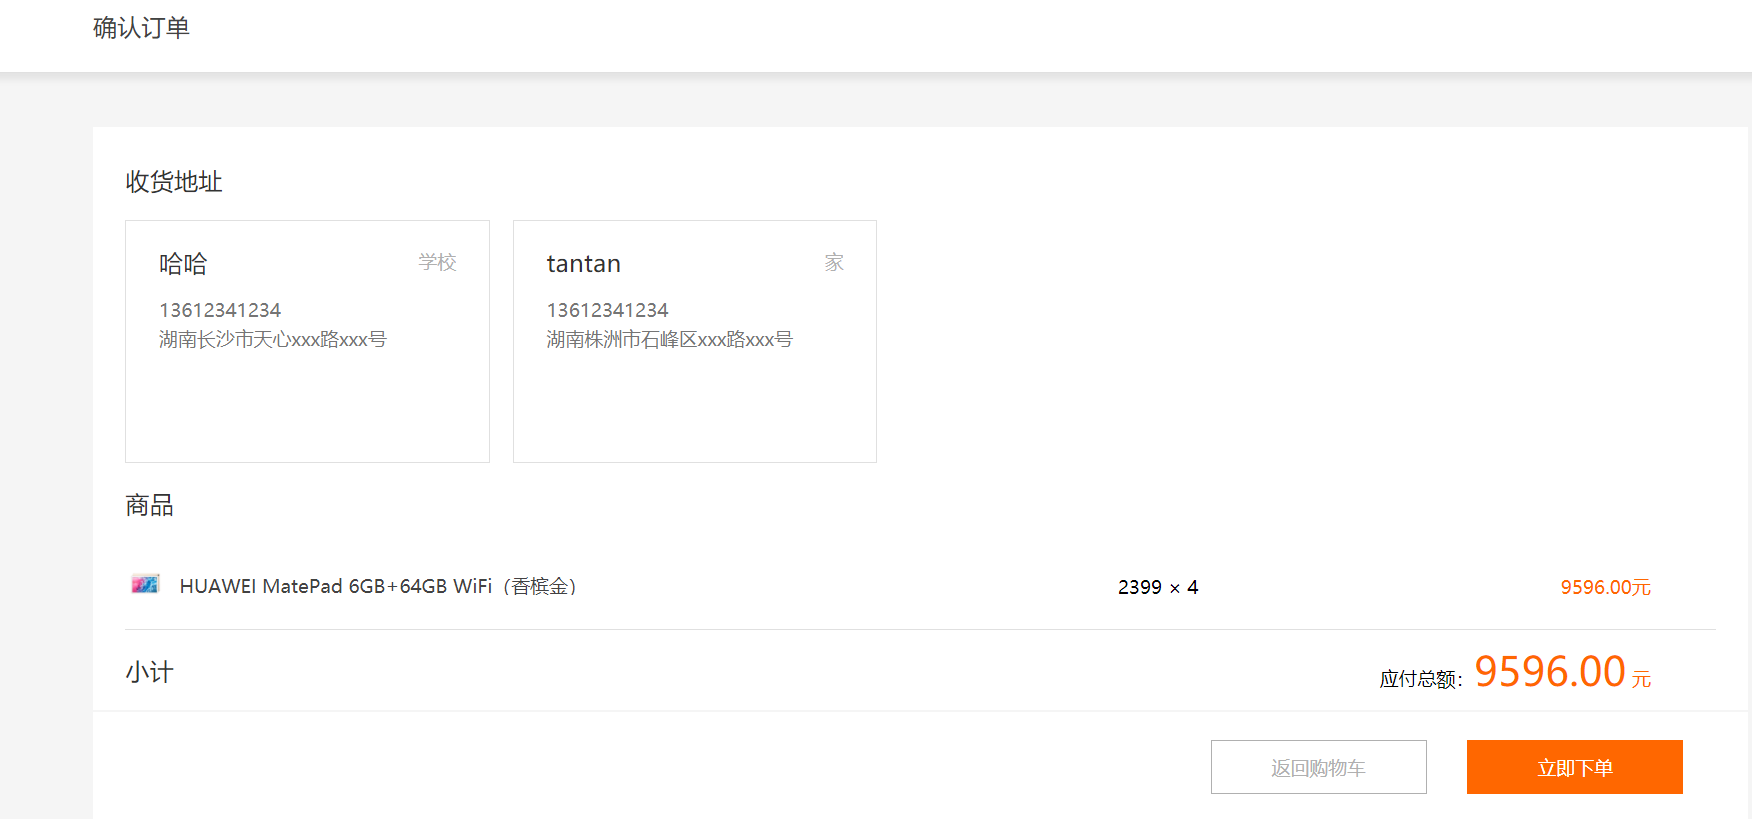 确认订单
收货地址
哈哈 学校
13612341234
湖南长沙市天心xxx路xxx号
tantan 家
13612341234
湖南株洲市石峰区xxx路xxx号
商品
HUAWEI MatePad 6GB+64GB WiFi（香槟金） 2399 × 4 9596.00元
小计 应付总额：9596.00 元
返回购物车 立即下单